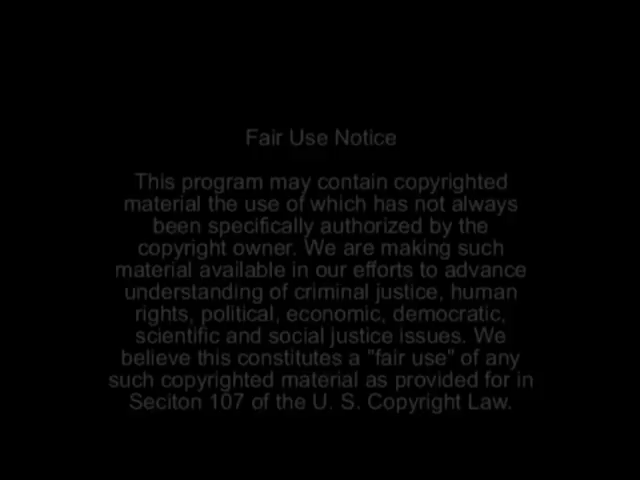 Fair Use Notice
This program may contain copyrighted
material the use of which has not always
been specifically authorized by the
copyright owner. We are making such
material available in our efforts to advance
understanding of criminal justice, human
rights, political, economic, democratic,
scientific and social justice issues. We
believe this constitutes a "fair use" of any
such copyrighted material as provided for in
Seciton 107 of the U. S. Copyright Law.